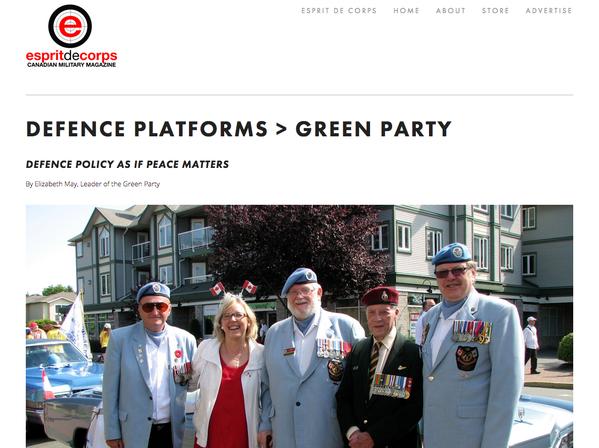 e
ESPRIT DE CORPS HOME ABOUT STORE ADVERTISE
espritdecorps
CANADIAN MILITARY MAGAZINE
DEFENCE PLATFORMS > GREEN PARTY
DEFENCE POLICY AS IF PEACE MATTERS
By Elizabeth May, Leader of the Green Party